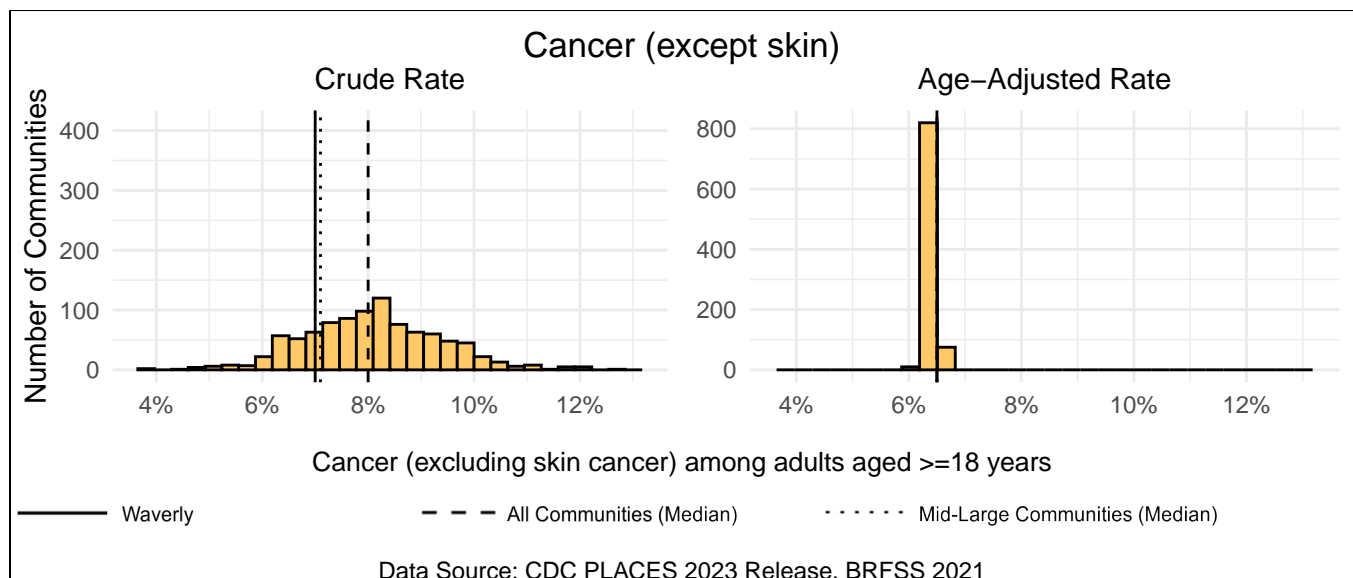 Cancer (except skin)
Crude Rate
Age−Adjusted Rate
Number of Communities
400
300
200
100
0
4%
6%
8%
10%
12%
800
600
400
200
0
4%
6%
8%
10%
12%
Cancer (excluding skin cancer) among adults aged >=18 years
Waverly
All Communities (Median)
Mid-Large Communities (Median)
Data Source: CDC PLACES 2023 Release, BRFSS 2021